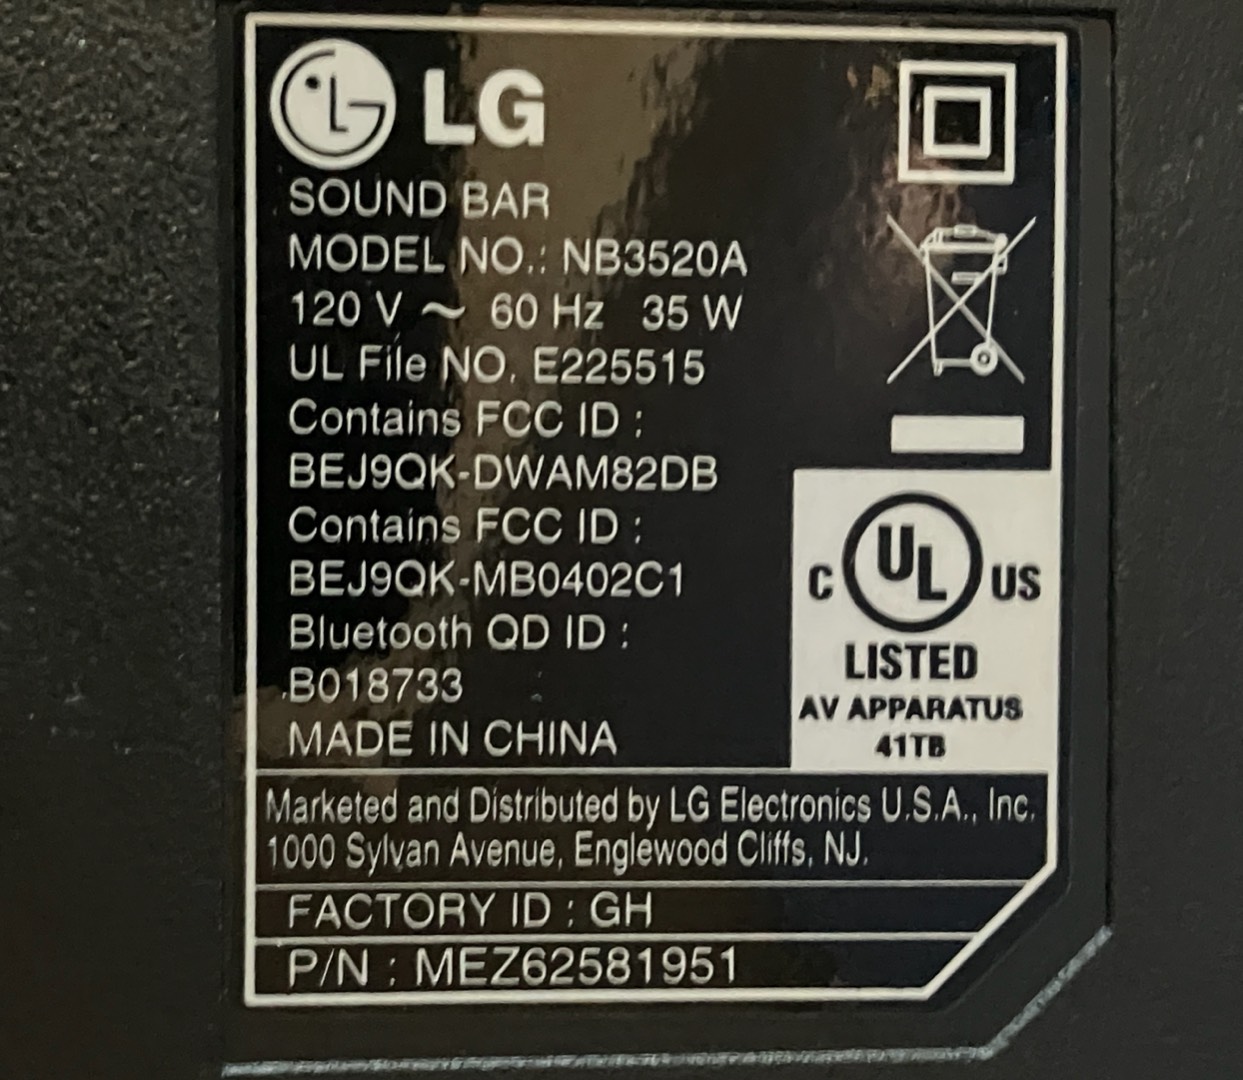 LG
SOUND BAR
MODEL NO.: NB3520A
120 V ~ 60 Hz 35 W
UL File NO. E225515
Contains FCC ID :
BEJ9QK-DWAM82DB
Contains FCC ID :
BEJ9QK-MB0402C1
Bluetooth QD ID :
B018733
MADE IN CHINA
C UL US
LISTED
AV APPARATUS
41TB
Marketed and Distributed by LG Electronics U.S.A., Inc.
1000 Sylvan Avenue, Englewood Cliffs, NJ.
FACTORY ID : GH
P/N : MEZ62581951